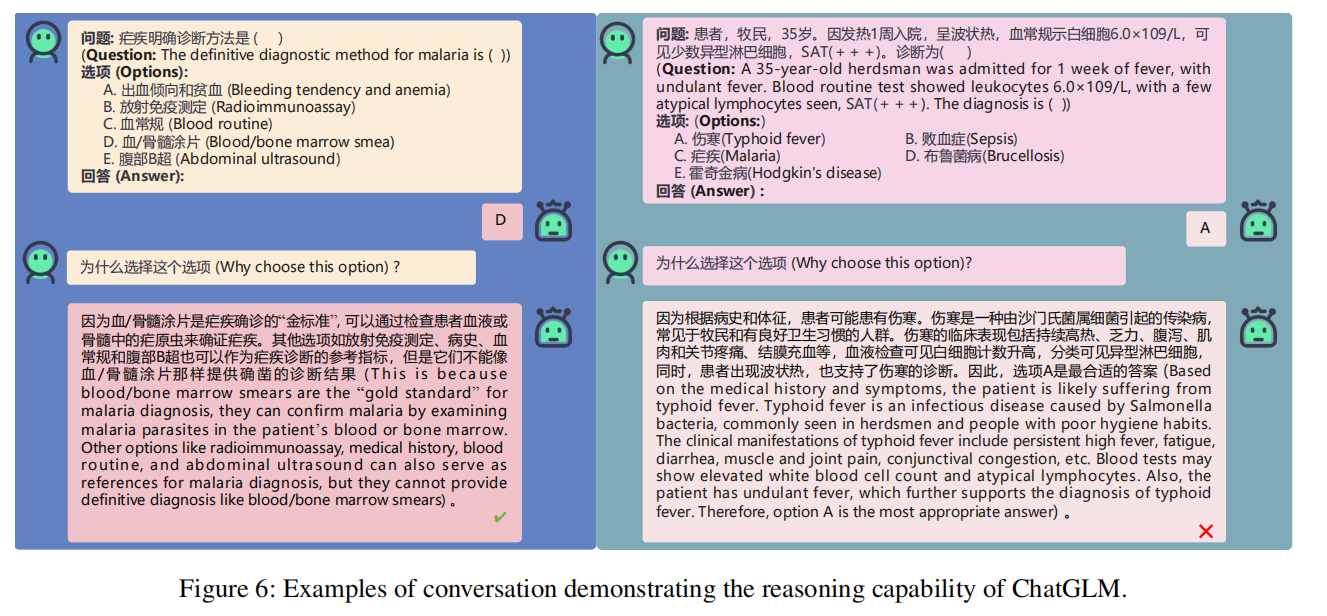 问题: 疟疾明确诊断方法是 (     )
(Question: The definitive diagnostic method for malaria is ( ))
选项 (Options):
A. 出血倾向和贫血 (Bleeding tendency and anemia)
B. 放射免疫测定 (Radioimmunoassay)
C. 血常规 (Blood routine)
D. 血/骨髓涂片 (Blood/bone marrow smea)
E. 腹部B超 (Abdominal ultrasound)
回答 (Answer):
D
为什么选择这个选项 (Why choose this option) ?
因为血/骨髓涂片是疟疾确诊的“金标准”, 可以通过检查患者血液或
骨髓中的疟原虫来确证疟疾。其他选项如放射免疫测定、病史、血
常规和腹部B超也可以作为疟疾诊断的参考指标，但是它们不能像
血/骨髓涂片那样提供确凿的诊断结果 (This is because
blood/bone marrow smears are the “gold standard” for
malaria diagnosis, they can confirm malaria by examining
malaria parasites in the patient’s blood or bone marrow.
Other options like radioimmunoassay, medical history, blood
routine, and abdominal ultrasound can also serve as
references for malaria diagnosis, but they cannot provide
definitive diagnosis like blood/bone marrow smears) 。
问题: 患者，牧民，35岁。因发热1周入院，呈波状热，血常规示白细胞6.0×109/L，可
见少数异型淋巴细胞，SAT(+ + +)。诊断为(     )
(Question: A 35-year-old herdsman was admitted for 1 week of fever, with
undulant fever. Blood routine test showed leukocytes 6.0×109/L, with a few
atypical lymphocytes seen, SAT(+ + +). The diagnosis is ( ))
选项: (Options:)
A. 伤寒(Typhoid fever) B. 败血症(Sepsis)
C. 疟疾(Malaria) D. 布鲁菌病(Brucellosis)
E. 霍奇金病(Hodgkin's disease)
回答 (Answer) :
A
为什么选择这个选项 (Why choose this option)?
因为根据病史和体征，患者可能患有伤寒。伤寒是一种由沙门氏菌属细菌引起的传染病，
常见于牧民和有良好卫生习惯的人群。伤寒的临床表现包括持续高热、乏力、腹泻、肌
肉和关节疼痛、结膜充血等，血液检查可见白细胞计数升高，分类可见异型淋巴细胞，
同时，患者出现波状热，也支持了伤寒的诊断。因此，选项A是最合适的答案 (Based
on the medical history and symptoms, the patient is likely suffering from
typhoid fever. Typhoid fever is an infectious disease caused by Salmonella
bacteria, commonly seen in herdsmen and people with poor hygiene habits.
The clinical manifestations of typhoid fever include persistent high fever, fatigue,
diarrhea, muscle and joint pain, conjunctival congestion, etc. Blood tests may
show elevated white blood cell count and atypical lymphocytes. Also, the
patient has undulant fever, which further supports the diagnosis of typhoid
fever. Therefore, option A is the most appropriate answer) 。
Figure 6: Examples of conversation demonstrating the reasoning capability of ChatGLM.